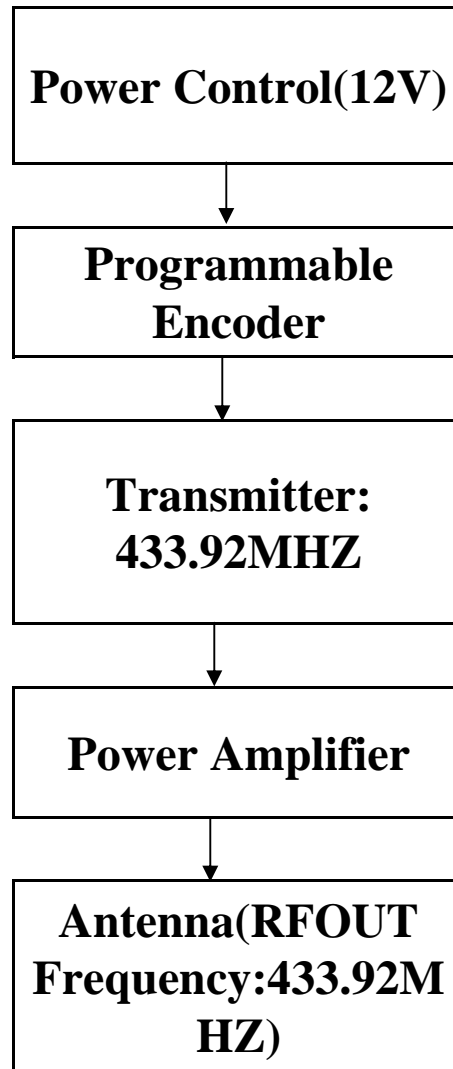 Power Control(12V)
Programmable
Encoder
Transmitter:
433.92MHZ
Power Amplifier
Antenna(RFOUT
Frequency:433.92M
HZ)